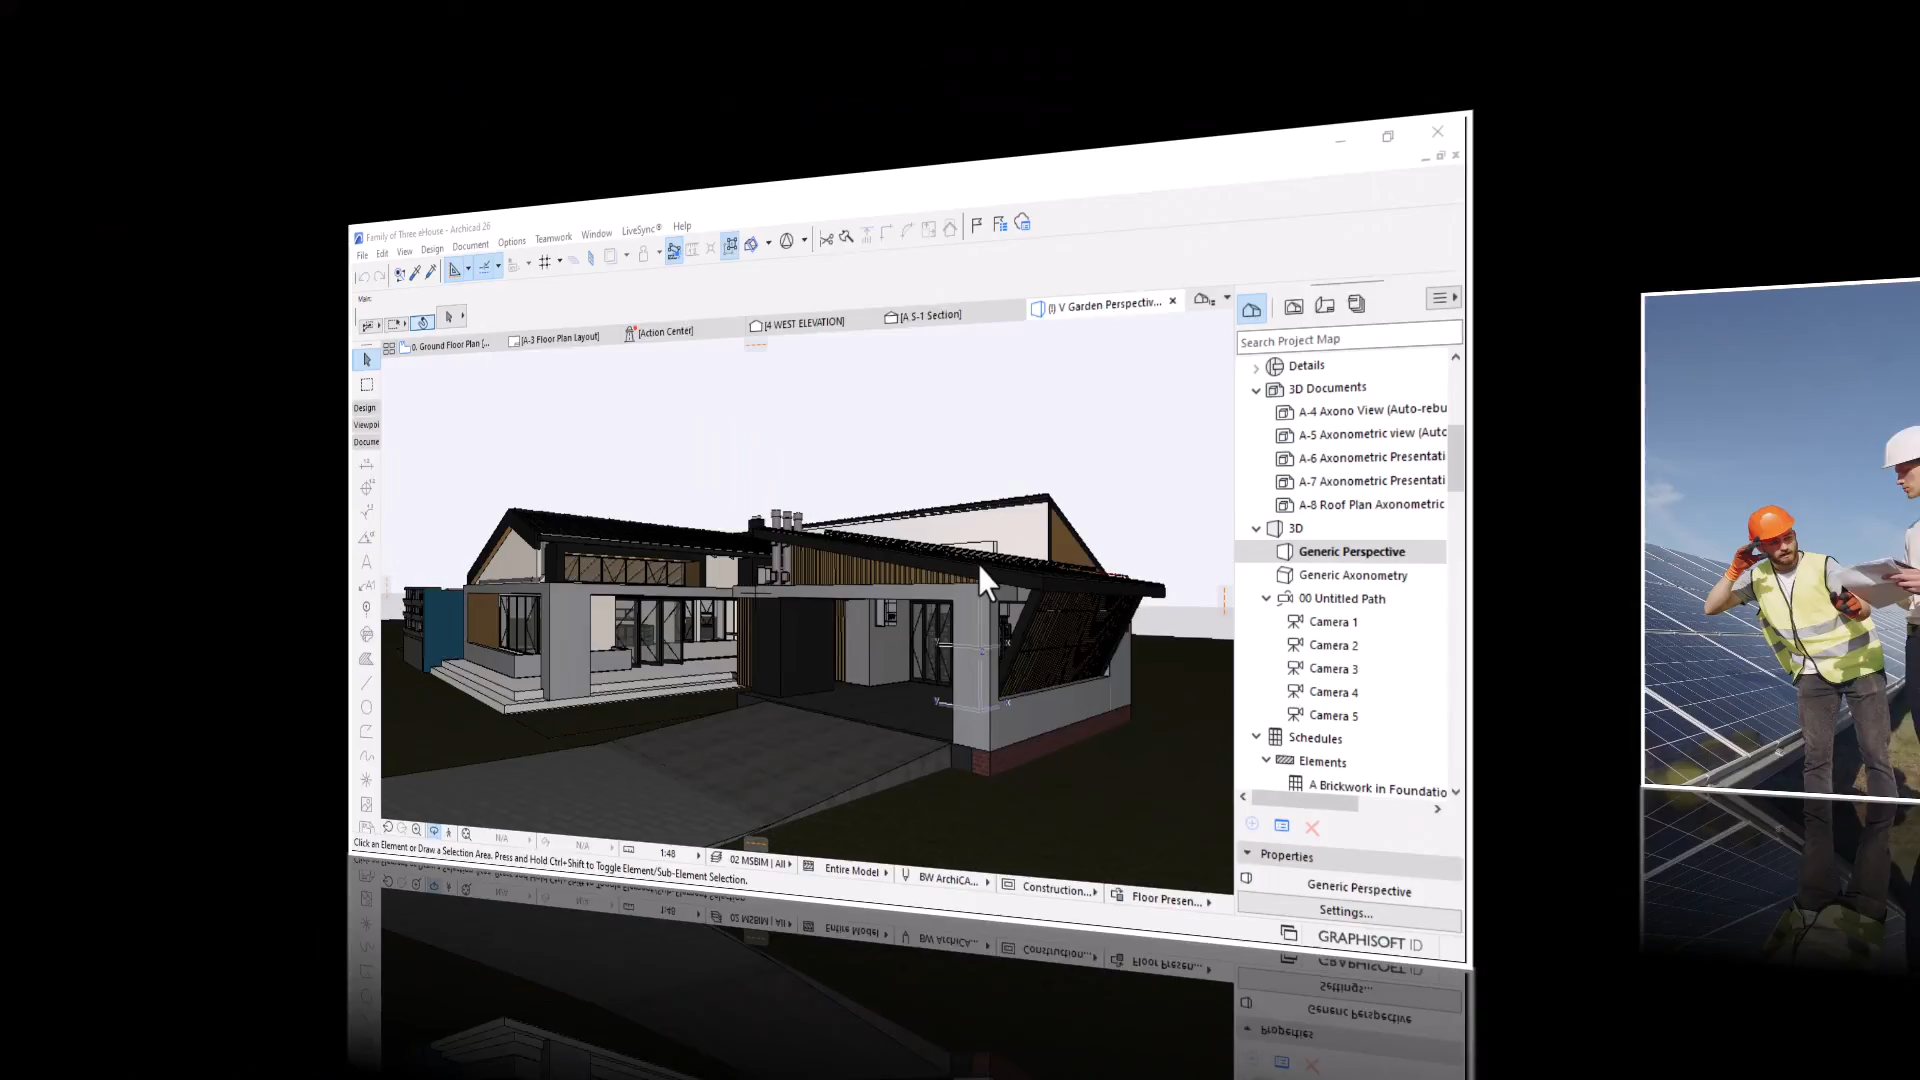 Family of Three eHouse - Archicad 26
File Edit View Design Document Options Teamwork Window LiveSync® Help
Main:
0. Ground Floor Plan [...
[A-3 Floor Plan Layout]
[Action Center]
[4 WEST ELEVATION]
[A S-1 Section]
(I) V Garden Perspectiv...
Design
Viewpoi
Docume
Search Project Map
Details
3D Documents
A-4 Axono View (Auto-rebu
A-5 Axonometric view (Autc
A-6 Axonometric Presentati
A-7 Axonometric Presentati
A-8 Roof Plan Axonometric
3D
Generic Perspective
Generic Axonometry
00 Untitled Path
Camera 1
Camera 2
Camera 3
Camera 4
Camera 5
Schedules
Elements
A Brickwork in Foundatio
Properties
Generic Perspective
Settings...
GRAPHISOFT ID
N/A
N/A
1:48
02 MSBIM | All
Entire Model
BW ArchiCA...
Construction...
Floor Presen...
Click an Element or Draw a Selection Area. Press and Hold Ctrl+Shift to Toggle Element/Sub-Element Selection.